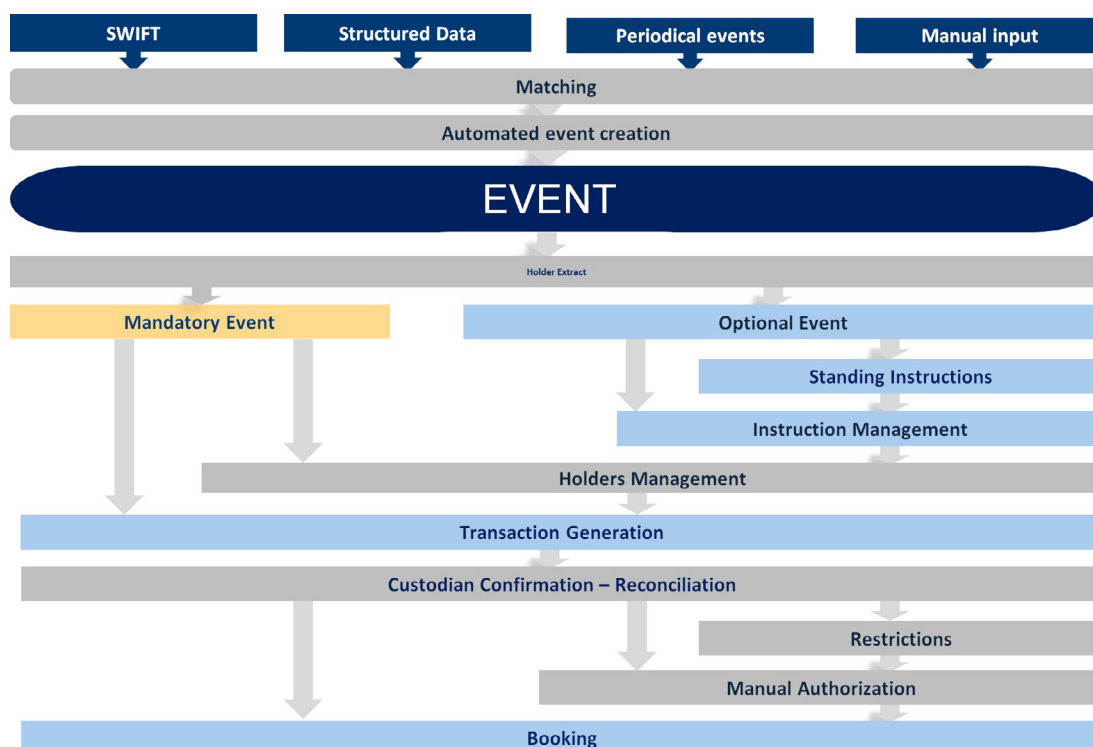 SWIFT
Structured Data
Periodical events
Manual input
Matching
Automated event creation
EVENT
Holder Extract
Mandatory Event
Optional Event
Standing Instructions
Instruction Management
Holders Management
Transaction Generation
Custodian Confirmation – Reconciliation
Restrictions
Manual Authorization
Booking